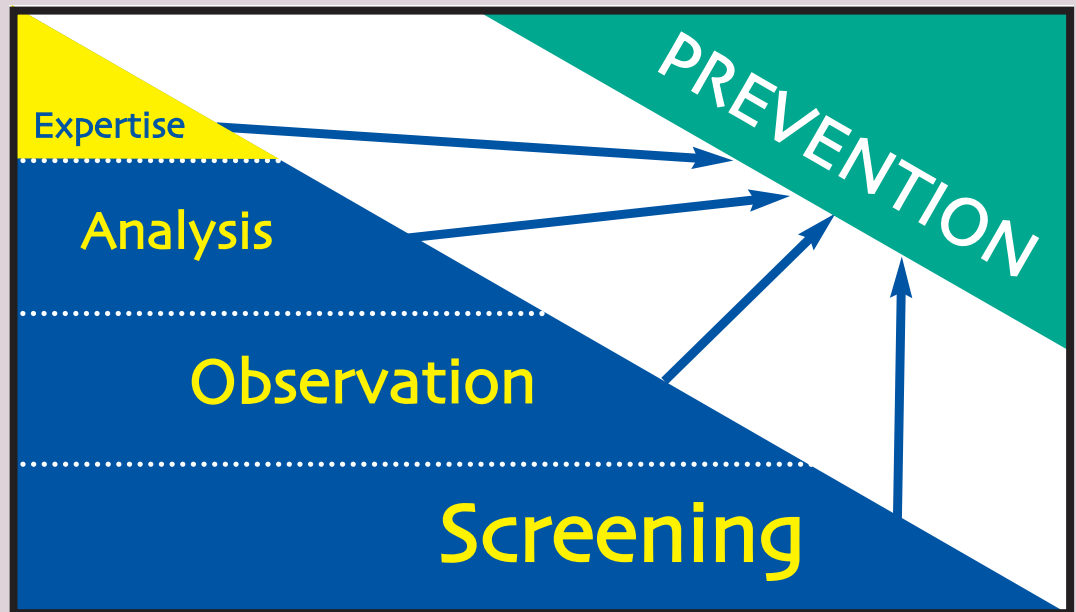 PREVENTION
Expertise
Analysis
Observation
Screening